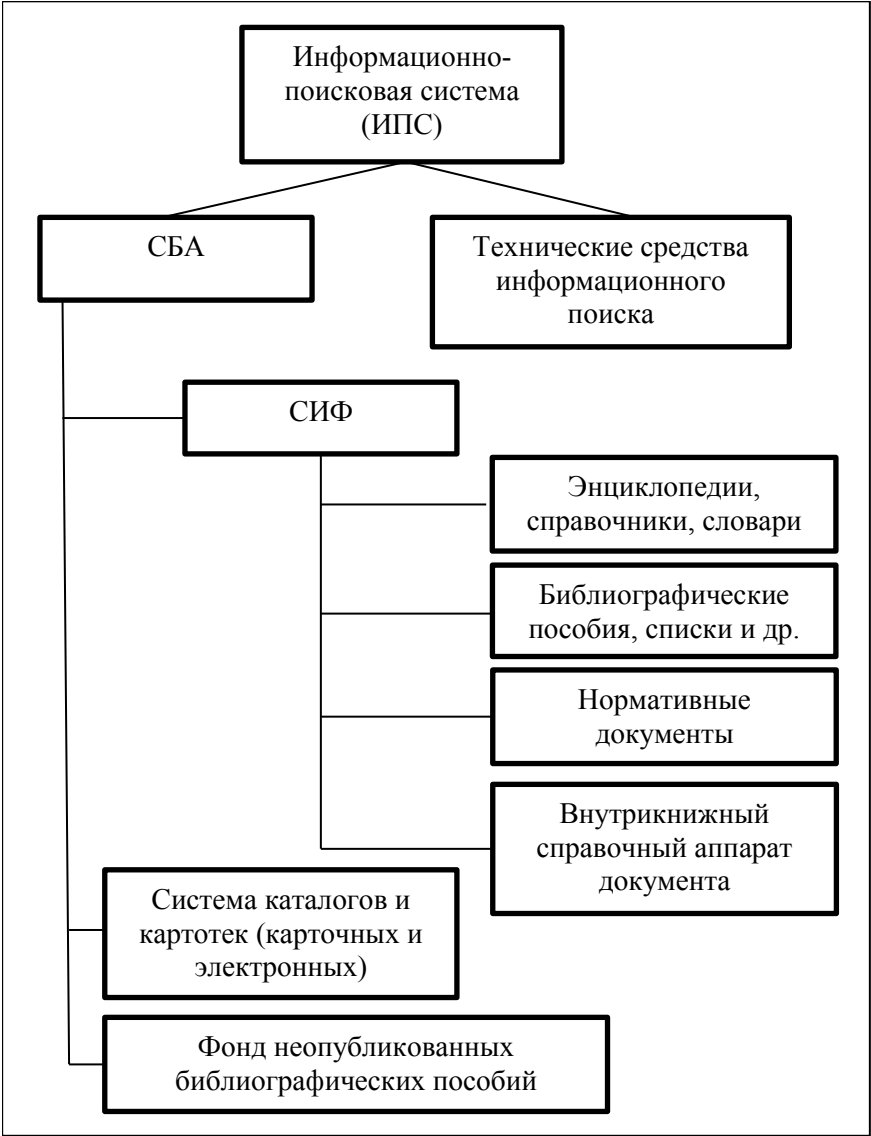 Информационно-
поисковая система
(ИПС)
СБА
Технические средства
информационного
поиска
СИФ
Энциклопедии,
справочники, словари
Библиографические
пособия, списки и др.
Нормативные
документы
Внутрикнижный
справочный аппарат
документа
Система каталогов и
картотек (карточных и
электронных)
Фонд неопубликованных
библиографических пособий